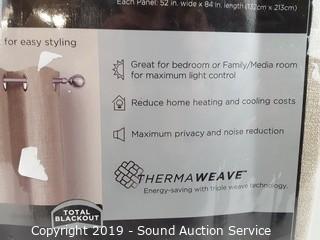 Each Panel: 52 in. wide x 84 in. length (132cm x 213cm)
for easy styling
Great for bedroom or Family/Media room
for maximum light control
Reduce home heating and cooling costs
Maximum privacy and noise reduction
THERMAWEAVE™
Energy-saving with triple weave technology.
TOTAL
BLACKOUT
Copyright 2019 - Sound Auction Service